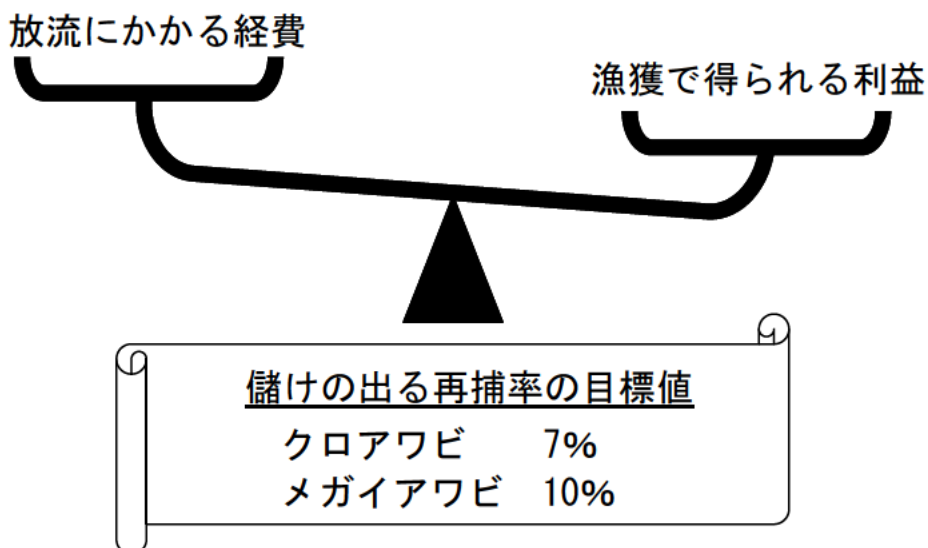 放流にかかる経費
漁獲で得られる利益
儲けの出る再捕率の目標値
クロアワビ　7%
メガイアワビ　10%